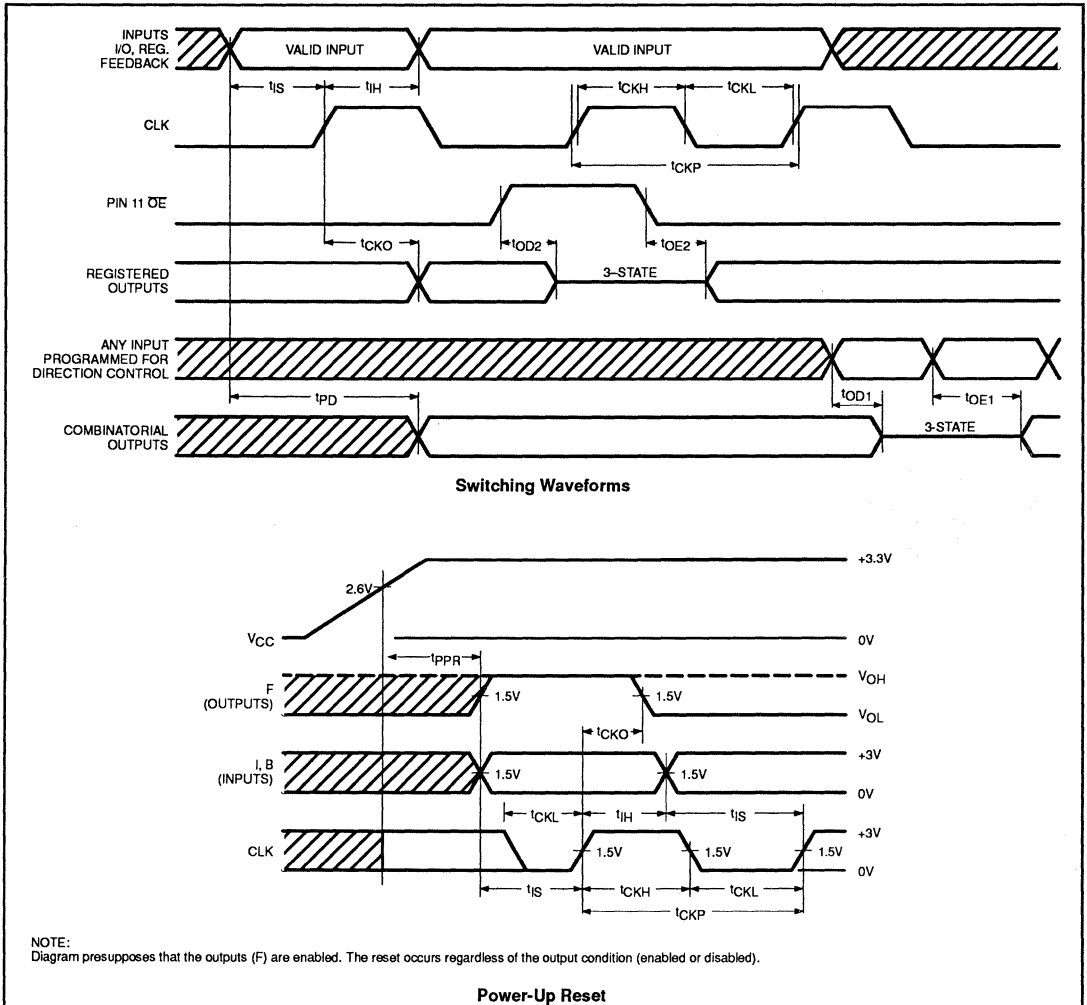 INPUTS
I/O, REG.
FEEDBACK
VALID INPUT
VALID INPUT
tIS
tIH
tCKH
tCKL
CLK
tCKP
PIN 11 OE
tCKO
tOD2
tOE2
REGISTERED
OUTPUTS
3–STATE
ANY INPUT
PROGRAMMED FOR
DIRECTION CONTROL
tPD
tOD1
tOE1
COMBINATORIAL
OUTPUTS
3-STATE
Switching Waveforms
+3.3V
2.6V
VCC
0V
tPPR
VOH
F
(OUTPUTS)
1.5V
1.5V
VOL
tCKO
+3V
I, B
(INPUTS)
1.5V
1.5V
0V
tCKL
tIH
tIS
+3V
CLK
1.5V
1.5V
1.5V
0V
tIS
tCKH
tCKL
tCKP
NOTE:
Diagram presupposes that the outputs (F) are enabled. The reset occurs regardless of the output condition (enabled or disabled).
Power-Up Reset